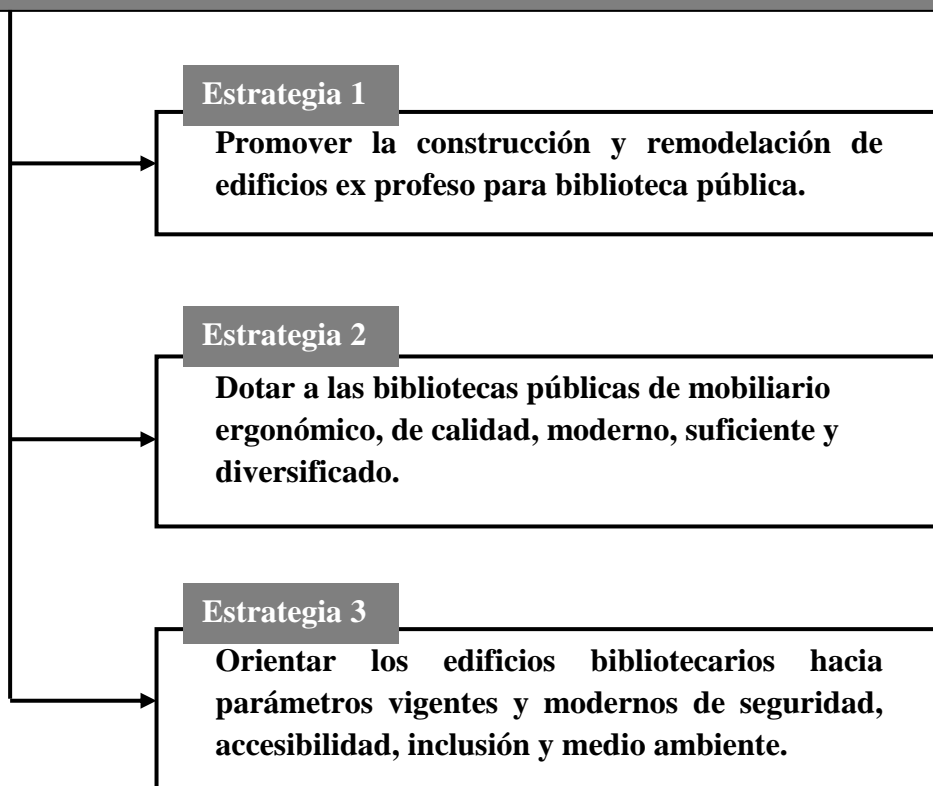 Estrategia 1
Promover la construcción y remodelación de
edificios ex profeso para biblioteca pública.
Estrategia 2
Dotar a las bibliotecas públicas de mobiliario
ergonómico, de calidad, moderno, suficiente y
diversificado.
Estrategia 3
Orientar los edificios bibliotecarios hacia
parámetros vigentes y modernos de seguridad,
accesibilidad, inclusión y medio ambiente.